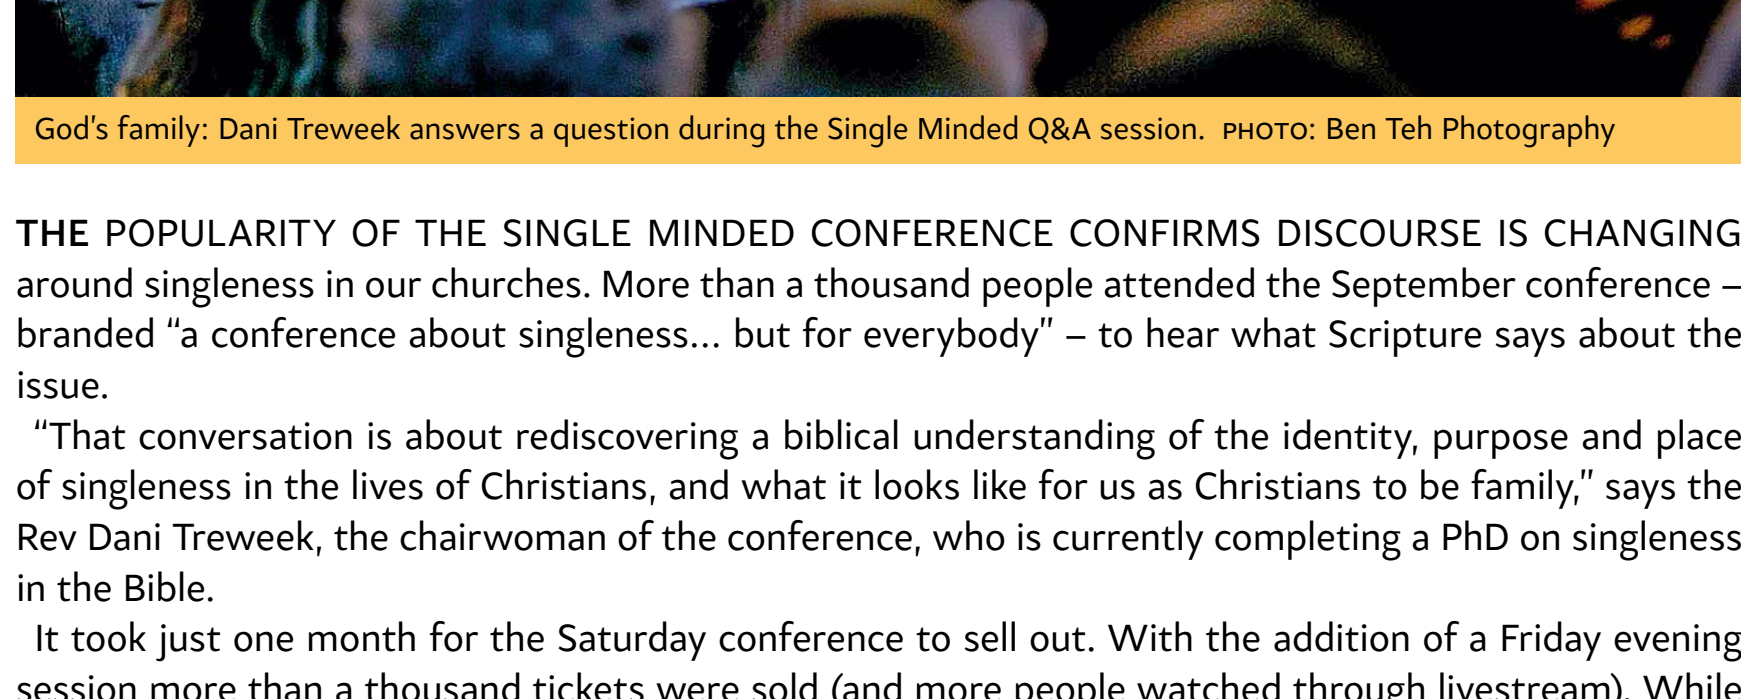 God's family: Dani Treweek answers a question during the Single Minded Q&A session. PHOTO: Ben Teh Photography
THE POPULARITY OF THE SINGLE MINDED CONFERENCE CONFIRMS DISCOURSE IS CHANGING
around singleness in our churches. More than a thousand people attended the September conference –
branded “a conference about singleness... but for everybody” – to hear what Scripture says about the
issue.
“That conversation is about rediscovering a biblical understanding of the identity, purpose and place
of singleness in the lives of Christians, and what it looks like for us as Christians to be family,” says the
Rev Dani Treweek, the chairwoman of the conference, who is currently completing a PhD on singleness
in the Bible.
It took just one month for the Saturday conference to sell out. With the addition of a Friday evening
session more than a thousand tickets were sold (and more people watched through livestream). While